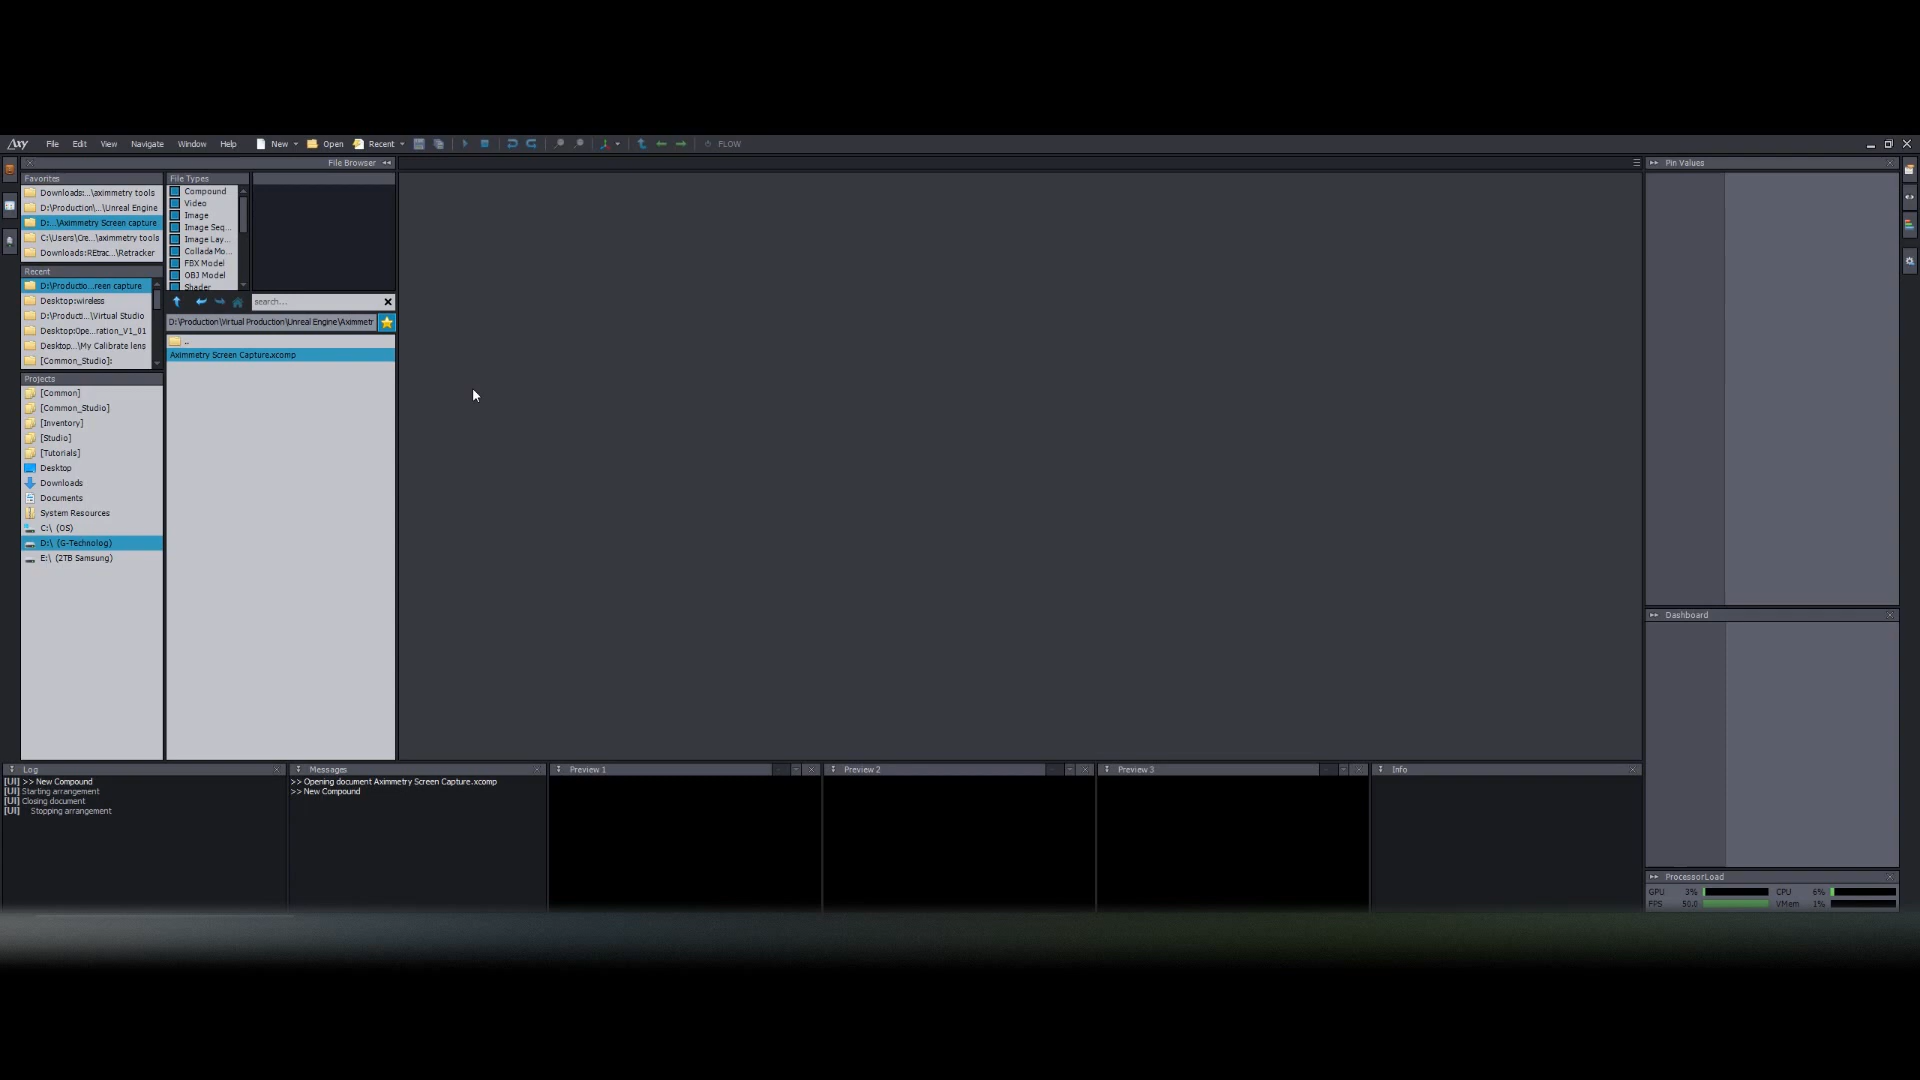 Axy File Edit View Navigate Window Help New Open Recent FLOW
File Browser
Pin Values
Favorites
Downloads:...\aximmetry tools
D:\Production\...\Unreal Engine
D:...\Aximmetry Screen capture
C:\Users\Cre...\aximmetry tools
Downloads:REtrac...\Retracker
File Types
Compound
Video
Image
Image Seq...
Image Lay...
Collada Mo...
FBX Model
OBJ Model
Shader
Recent
D:\Productio...reen capture
Desktop:wireless
D:\Producti...\Virtual Studio
Desktop:Ope...ration_V1_01
Desktop...\My Calibrate lens
[Common_Studio]:
search...
D:\Production\Virtual Production\Unreal Engine\Aximmetr
..
Aximmetry Screen Capture.xcomp
Projects
[Common]
[Common_Studio]
[Inventory]
[Studio]
[Tutorials]
Desktop
Downloads
Documents
System Resources
C:\ (OS)
D:\ (G-Technolog)
E:\ (2TB Samsung)
Dashboard
Log
[UI] >> New Compound
[UI] Starting arrangement
[UI] Closing document
[UI] Stopping arrangement
Messages
>> Opening document Aximmetry Screen Capture.xcomp
>> New Compound
Preview 1
Preview 2
Preview 3
Info
ProcessorLoad
GPU 3% CPU 6%
FPS 50.0 VMem 1%